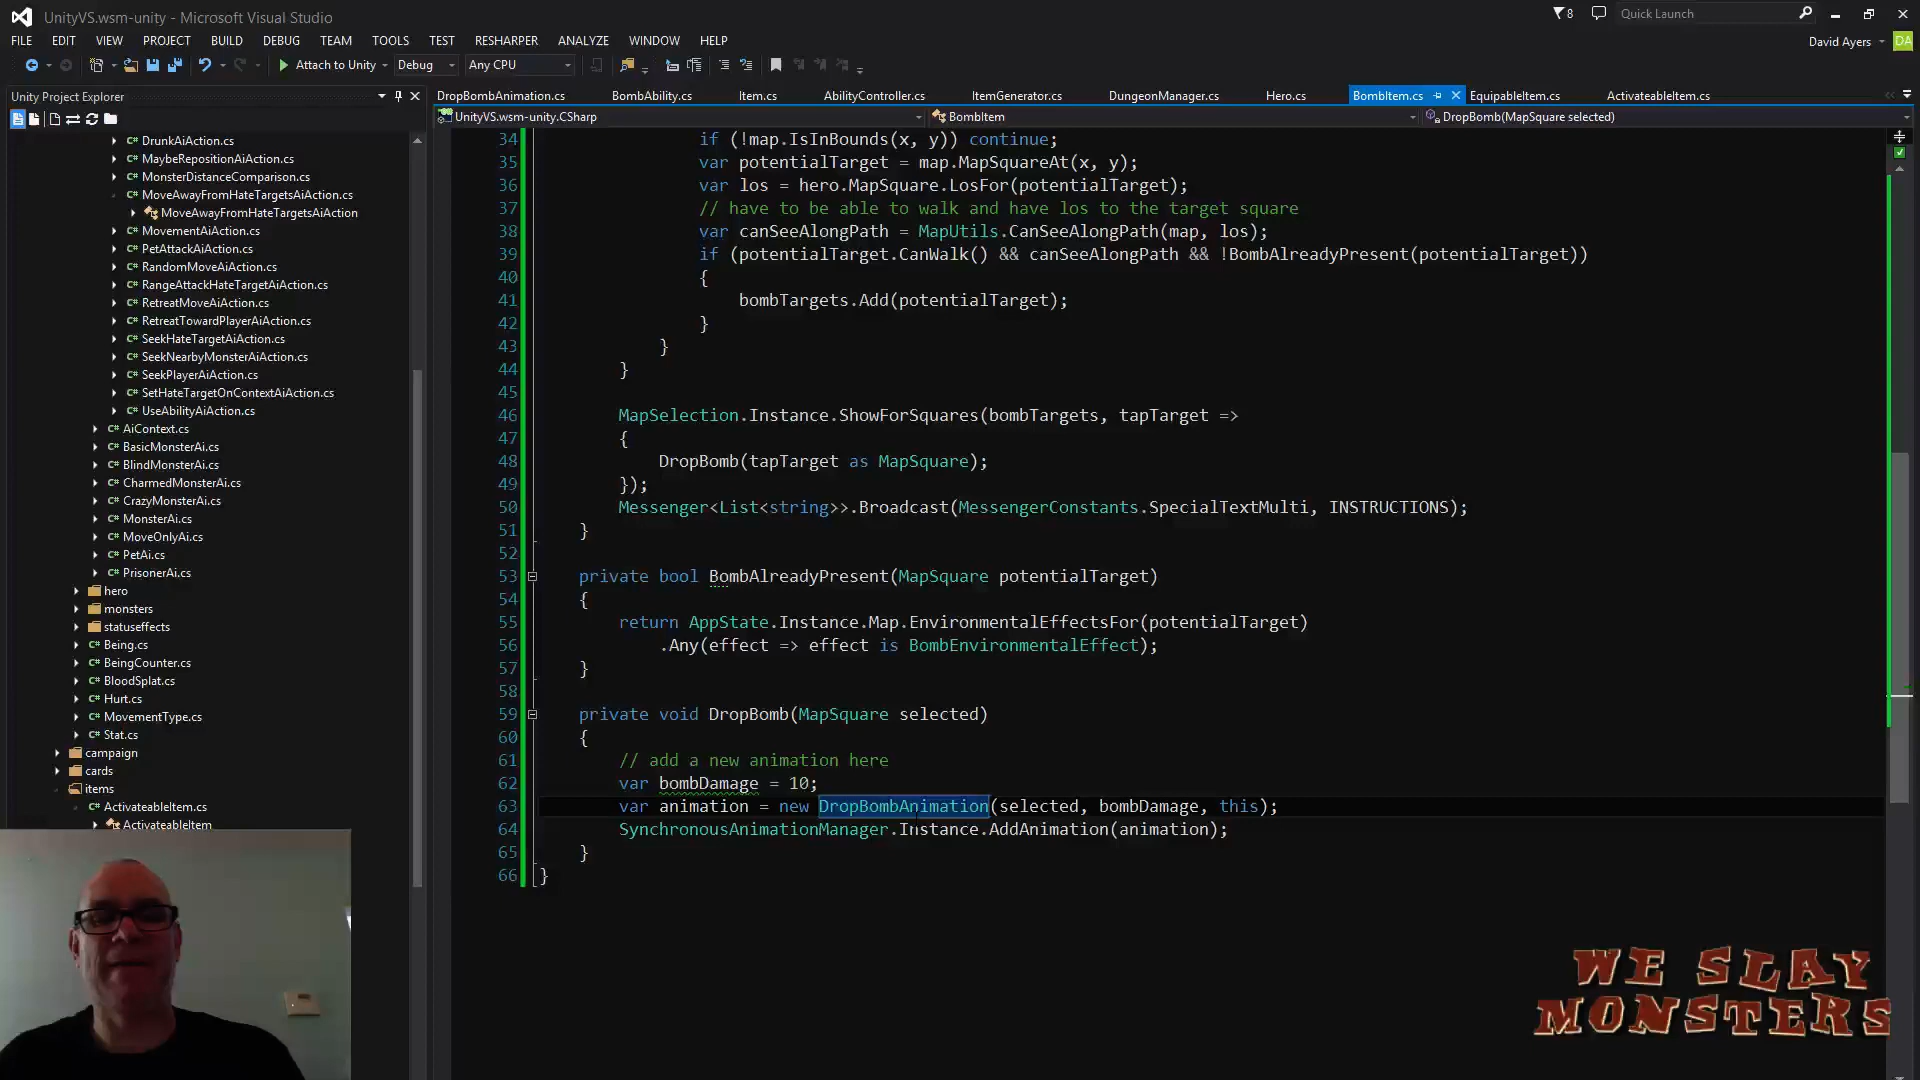 UnityVS.wsm-unity - Microsoft Visual Studio
8
Quick Launch
FILE EDIT VIEW PROJECT BUILD DEBUG TEAM TOOLS TEST RESHARPER ANALYZE WINDOW HELP
David Ayers
DA
Attach to Unity
Debug
Any CPU
Unity Project Explorer
DropBombAnimation.cs BombAbility.cs Item.cs AbilityController.cs ItemGenerator.cs DungeonManager.cs Hero.cs BombItem.cs EquipableItem.cs ActivateableItem.cs
UnityVS.wsm-unity.CSharp
BombItem
DropBomb(MapSquare selected)
C# DrunkAiAction.cs
C# MaybeRepositionAiAction.cs
C# MonsterDistanceComparison.cs
C# MoveAwayFromHateTargetsAiAction.cs
MoveAwayFromHateTargetsAiAction
C# MovementAiAction.cs
C# PetAttackAiAction.cs
C# RandomMoveAiAction.cs
C# RangeAttackHateTargetAiAction.cs
C# RetreatMoveAiAction.cs
C# RetreatTowardPlayerAiAction.cs
C# SeekHateTargetAiAction.cs
C# SeekNearbyMonsterAiAction.cs
C# SeekPlayerAiAction.cs
C# SetHateTargetOnContextAiAction.cs
C# UseAbilityAiAction.cs
C# AiContext.cs
C# BasicMonsterAi.cs
C# BlindMonsterAi.cs
C# CharmedMonsterAi.cs
C# CrazyMonsterAi.cs
C# MonsterAi.cs
C# MoveOnlyAi.cs
C# PetAi.cs
C# PrisonerAi.cs
hero
monsters
statuseffects
C# Being.cs
C# BeingCounter.cs
C# BloodSplat.cs
C# Hurt.cs
C# MovementType.cs
C# Stat.cs
campaign
cards
items
C# ActivateableItem.cs
ActivateableItem
34 if (!map.IsInBounds(x, y)) continue;
35 var potentialTarget = map.MapSquareAt(x, y);
36 var los = hero.MapSquare.LosFor(potentialTarget);
37 // have to be able to walk and have los to the target square
38 var canSeeAlongPath = MapUtils.CanSeeAlongPath(map, los);
39 if (potentialTarget.CanWalk() && canSeeAlongPath && !BombAlreadyPresent(potentialTarget))
40 {
41 bombTargets.Add(potentialTarget);
42 }
43 }
44 }
45
46 MapSelection.Instance.ShowForSquares(bombTargets, tapTarget =>
47 {
48 DropBomb(tapTarget as MapSquare);
49 });
50 Messenger<List<string>>.Broadcast(MessengerConstants.SpecialTextMulti, INSTRUCTIONS);
51 }
52
53 private bool BombAlreadyPresent(MapSquare potentialTarget)
54 {
55 return AppState.Instance.Map.EnvironmentalEffectsFor(potentialTarget)
56 .Any(effect => effect is BombEnvironmentalEffect);
57 }
58
59 private void DropBomb(MapSquare selected)
60 {
61 // add a new animation here
62 var bombDamage = 10;
63 var animation = new DropBombAnimation(selected, bombDamage, this);
64 SynchronousAnimationManager.Instance.AddAnimation(animation);
65 }
66 }
WE SLAY
MONSTERS